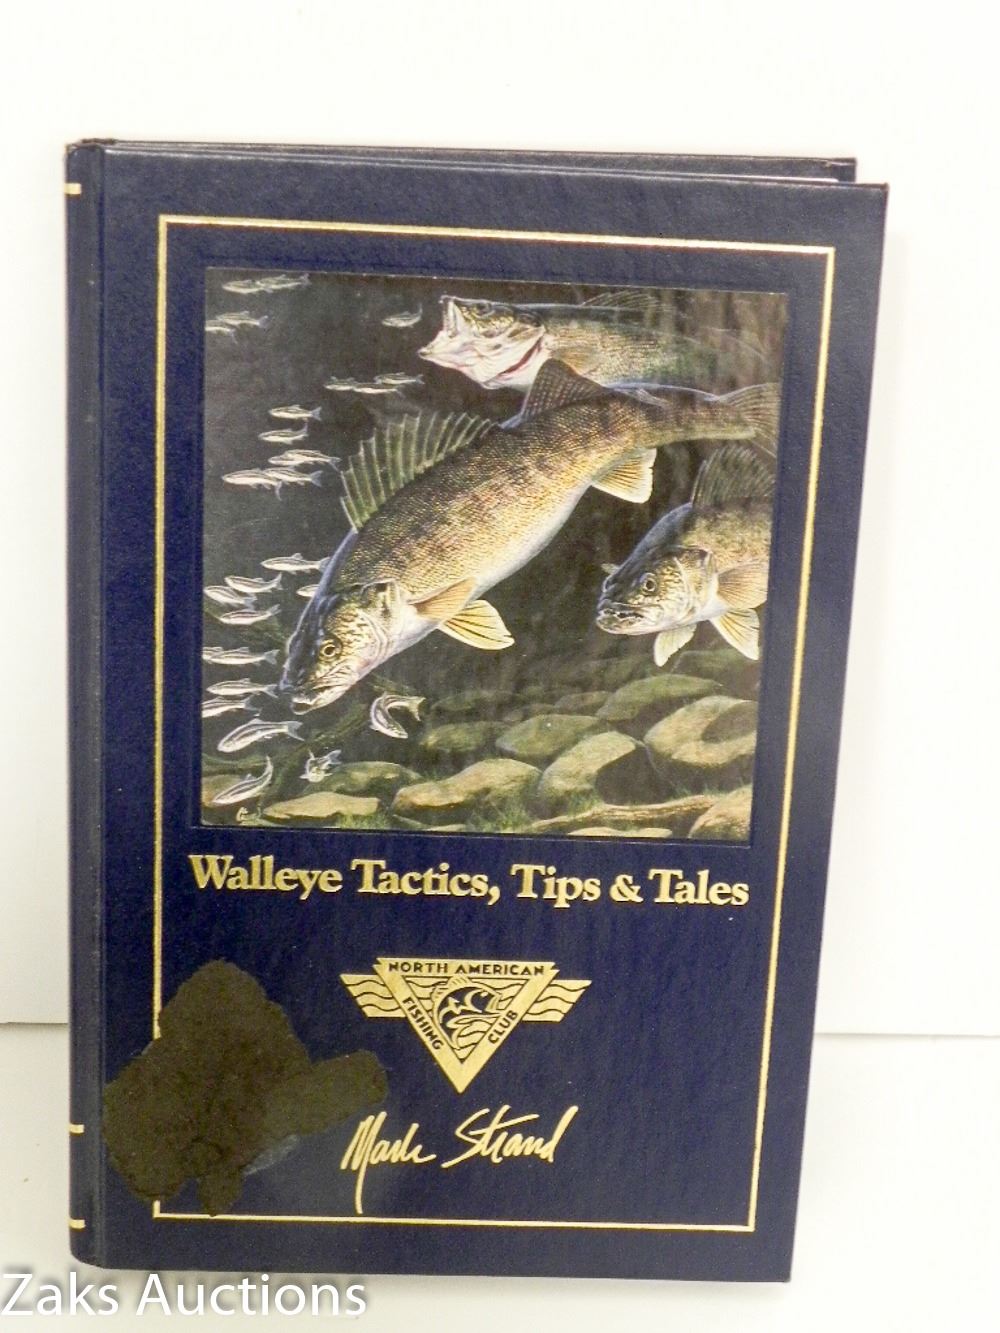 Walleye Tactics, Tips & Tales
NORTH AMERICAN
FISHING
CLUB
Mark Strand
Zaks Auctions